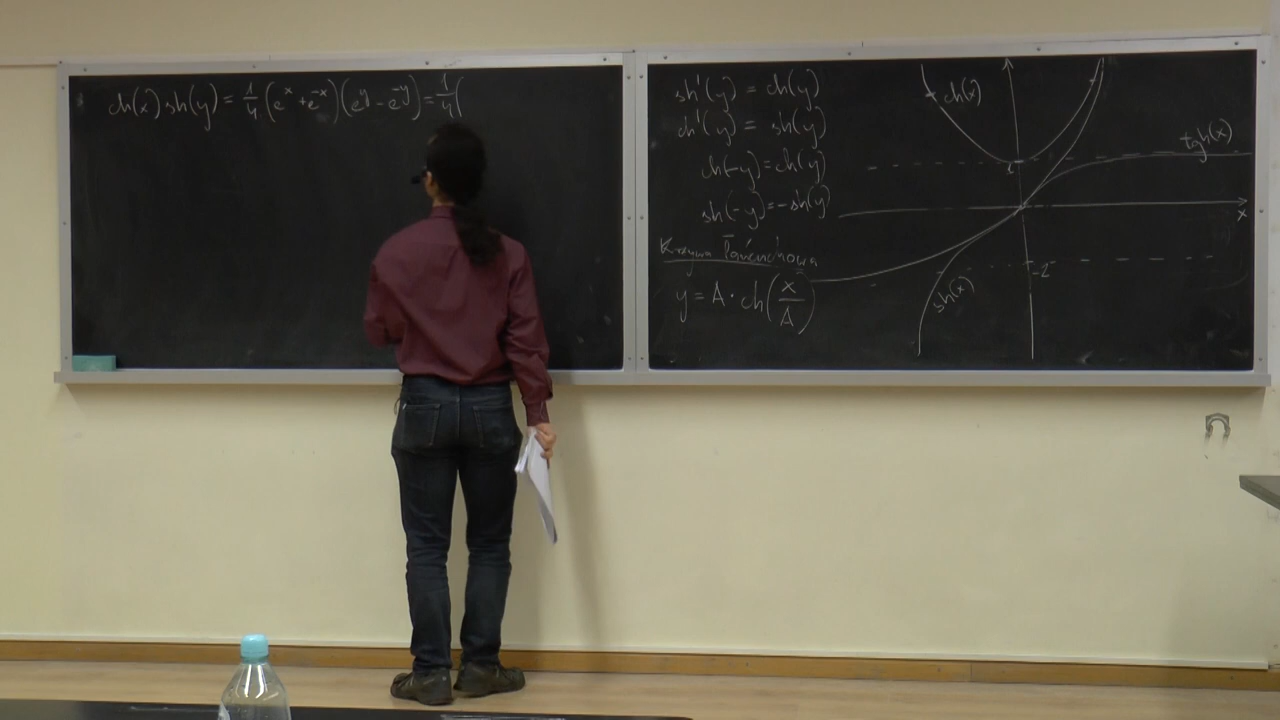 ch(x) sh(y) = 1/4 (e^x + e^-x)(e^y - e^-y) = 1/4 (
sh'(y) = ch(y)
ch'(y) = sh(y)
ch(-y) = ch(y)
sh(-y) = -sh(y)
Krzywa łańcuchowa
y = A · ch(x/A)
ch(x)
tgh(x)
1
x
-2
sh(x)